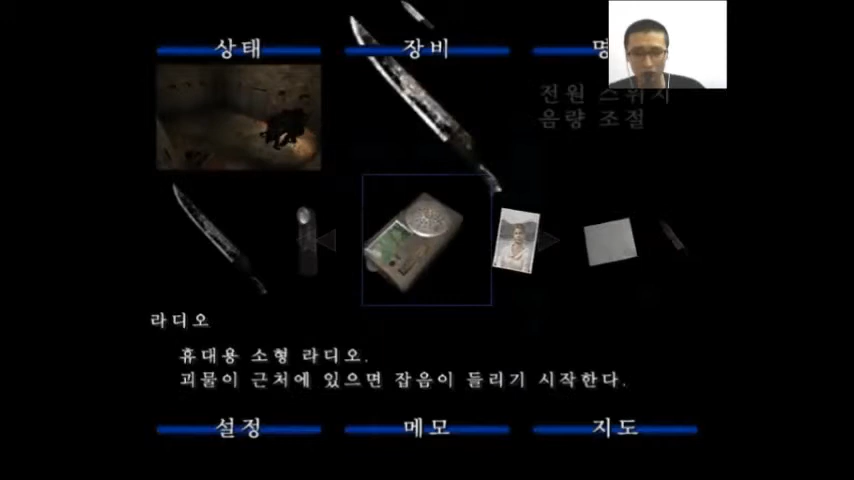 상태
장비
명
전원 스위치
음량 조절
라디오
휴대용 소형 라디오.
괴물이 근처에 있으면 잡음이 들리기 시작한다.
설정
메모
지도